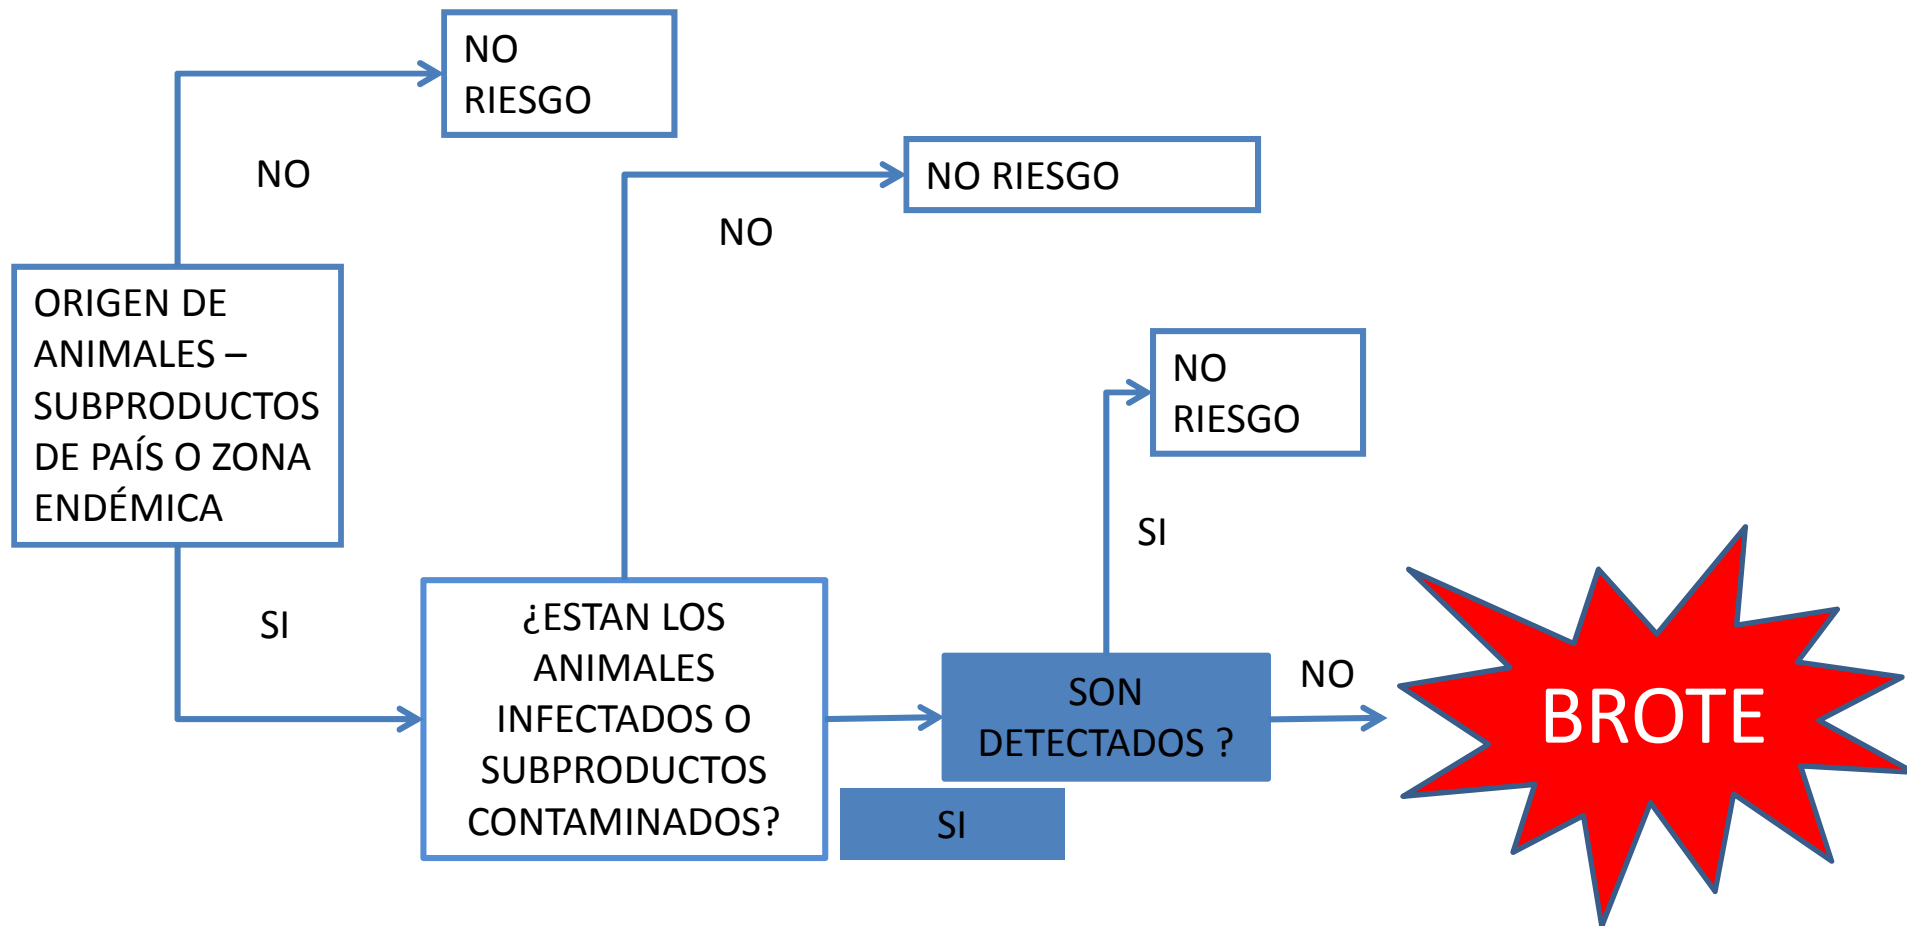 NO
RIESGO
NO
NO RIESGO
NO
ORIGEN DE
ANIMALES –
SUBPRODUCTOS
DE PAÍS O ZONA
ENDÉMICA
NO
RIESGO
SI
SI
¿ESTAN LOS
ANIMALES
INFECTADOS O
SUBPRODUCTOS
CONTAMINADOS?
SI
SON
DETECTADOS ?
NO
BROTE